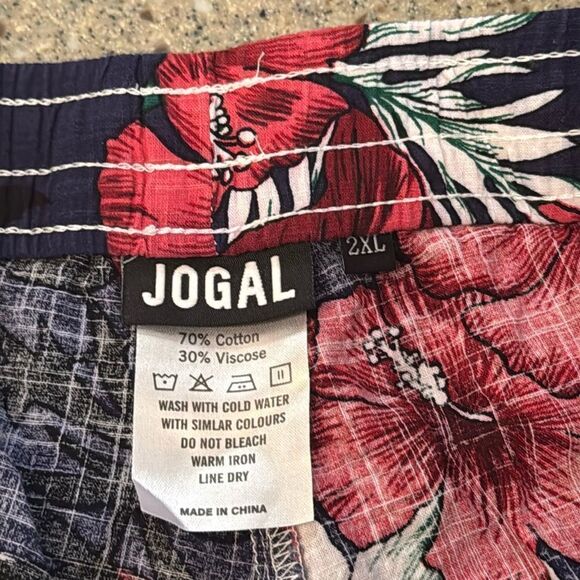 JOGAL
2XL
70% Cotton
30% Viscose
WASH WITH COLD WATER
WITH SIMLAR COLOURS
DO NOT BLEACH
WARM IRON
LINE DRY
MADE IN CHINA